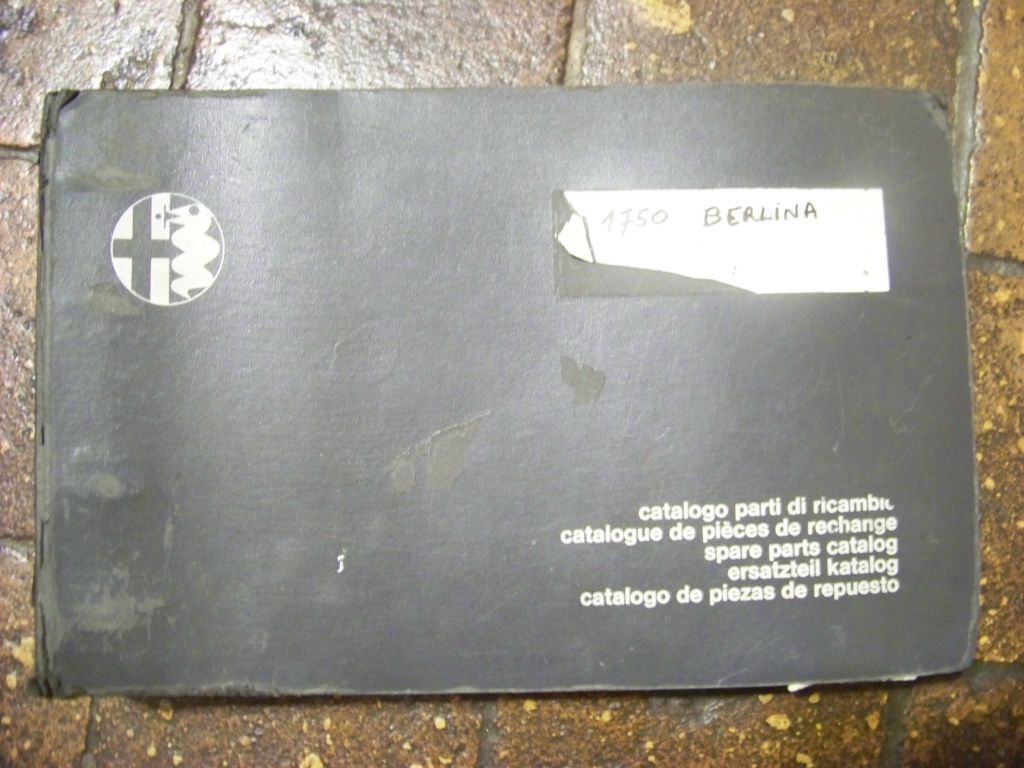 1750 BERLINA
catalogo parti di ricambio
catalogue de pièces de rechange
spare parts catalog
ersatzteil katalog
catalogo de piezas de repuesto